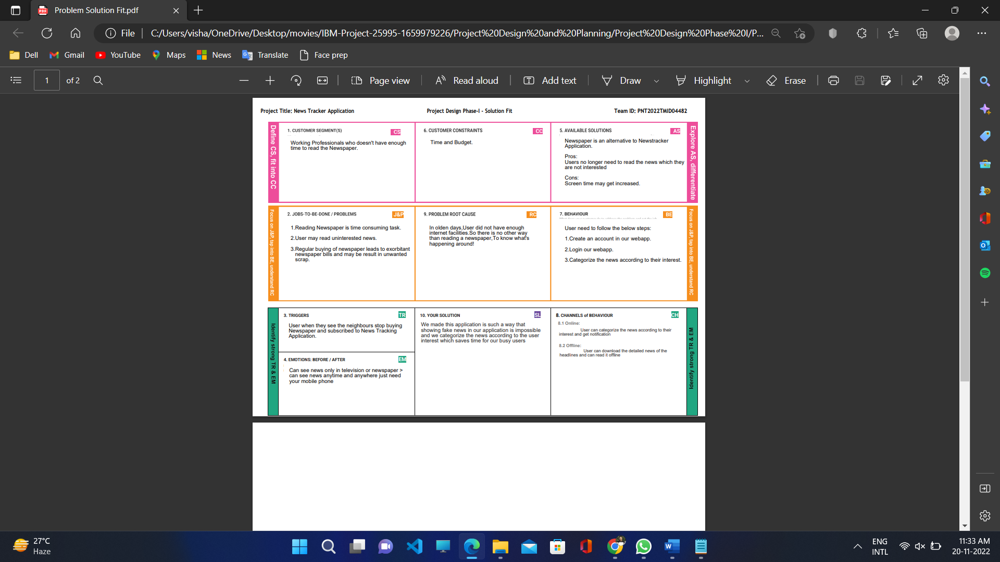 Problem Solution Fit.pdf
File
C:/Users/visha/OneDrive/Desktop/movies/IBM-Project-25995-1659979226/Project%20Design%20and%20Planning/Project%20Design%20Phase%20I/P...
Dell
Gmail
YouTube
Maps
News
Translate
Face prep
1
of 2
Page view
Read aloud
Add text
Draw
Highlight
Erase
Project Title: News Tracker Application
Project Design Phase-I - Solution Fit
Team ID: PNT2022TMID04482
Define CS, fit into CC
1. CUSTOMER SEGMENT(S)
CS
Working Professionals who doesn't have enough
time to read the Newspaper.
6. CUSTOMER CONSTRAINTS
CC
Time and Budget.
5. AVAILABLE SOLUTIONS
AS
Newspaper is an alternative to Newstracker
Application.
Pros:
Users no longer need to read the news which they
are not interested
Cons:
Screen time may get increased.
Explore AS, differentiate
Focus on J&P, tap into BE, understand RC
2. JOBS-TO-BE-DONE / PROBLEMS
J&P
1.Reading Newspaper is time consuming task.
2.User may read uninterested news.
3.Regular buying of newspaper leads to exorbitant
newspaper bills and may be result in unwanted
scrap.
9. PROBLEM ROOT CAUSE
RC
In olden days,User did not have enough
internet facilities.So there is no other way
than reading a newspaper,To know what's
happening around!
7. BEHAVIOUR
BE
User need to follow the below steps:
1.Create an account in our webapp.
2.Login our webapp.
3.Categorize the news according to their interest.
Focus on J&P, tap into BE, understand RC
Identify strong TR & EM
3. TRIGGERS
TR
User when they see the neighbours stop buying
Newspaper and subscribed to News Tracking
Application.
4. EMOTIONS: BEFORE / AFTER
EM
Can see news only in television or newspaper >
can see news anytime and anywhere just need
your mobile phone
10. YOUR SOLUTION
SL
We made this application is such a way that
showing fake news in our application is impossible
and we categorize the news according to the user
interest which saves time for our busy users
8. CHANNELS of BEHAVIOUR
CH
8.1 Online:
User can categorize the news according to their
interest and get notification
8.2 Offline:
User can download the detailed news of the
headlines and can read it offline
Identify strong TR & EM
27°C
Haze
ENG
INTL
11:33 AM
20-11-2022